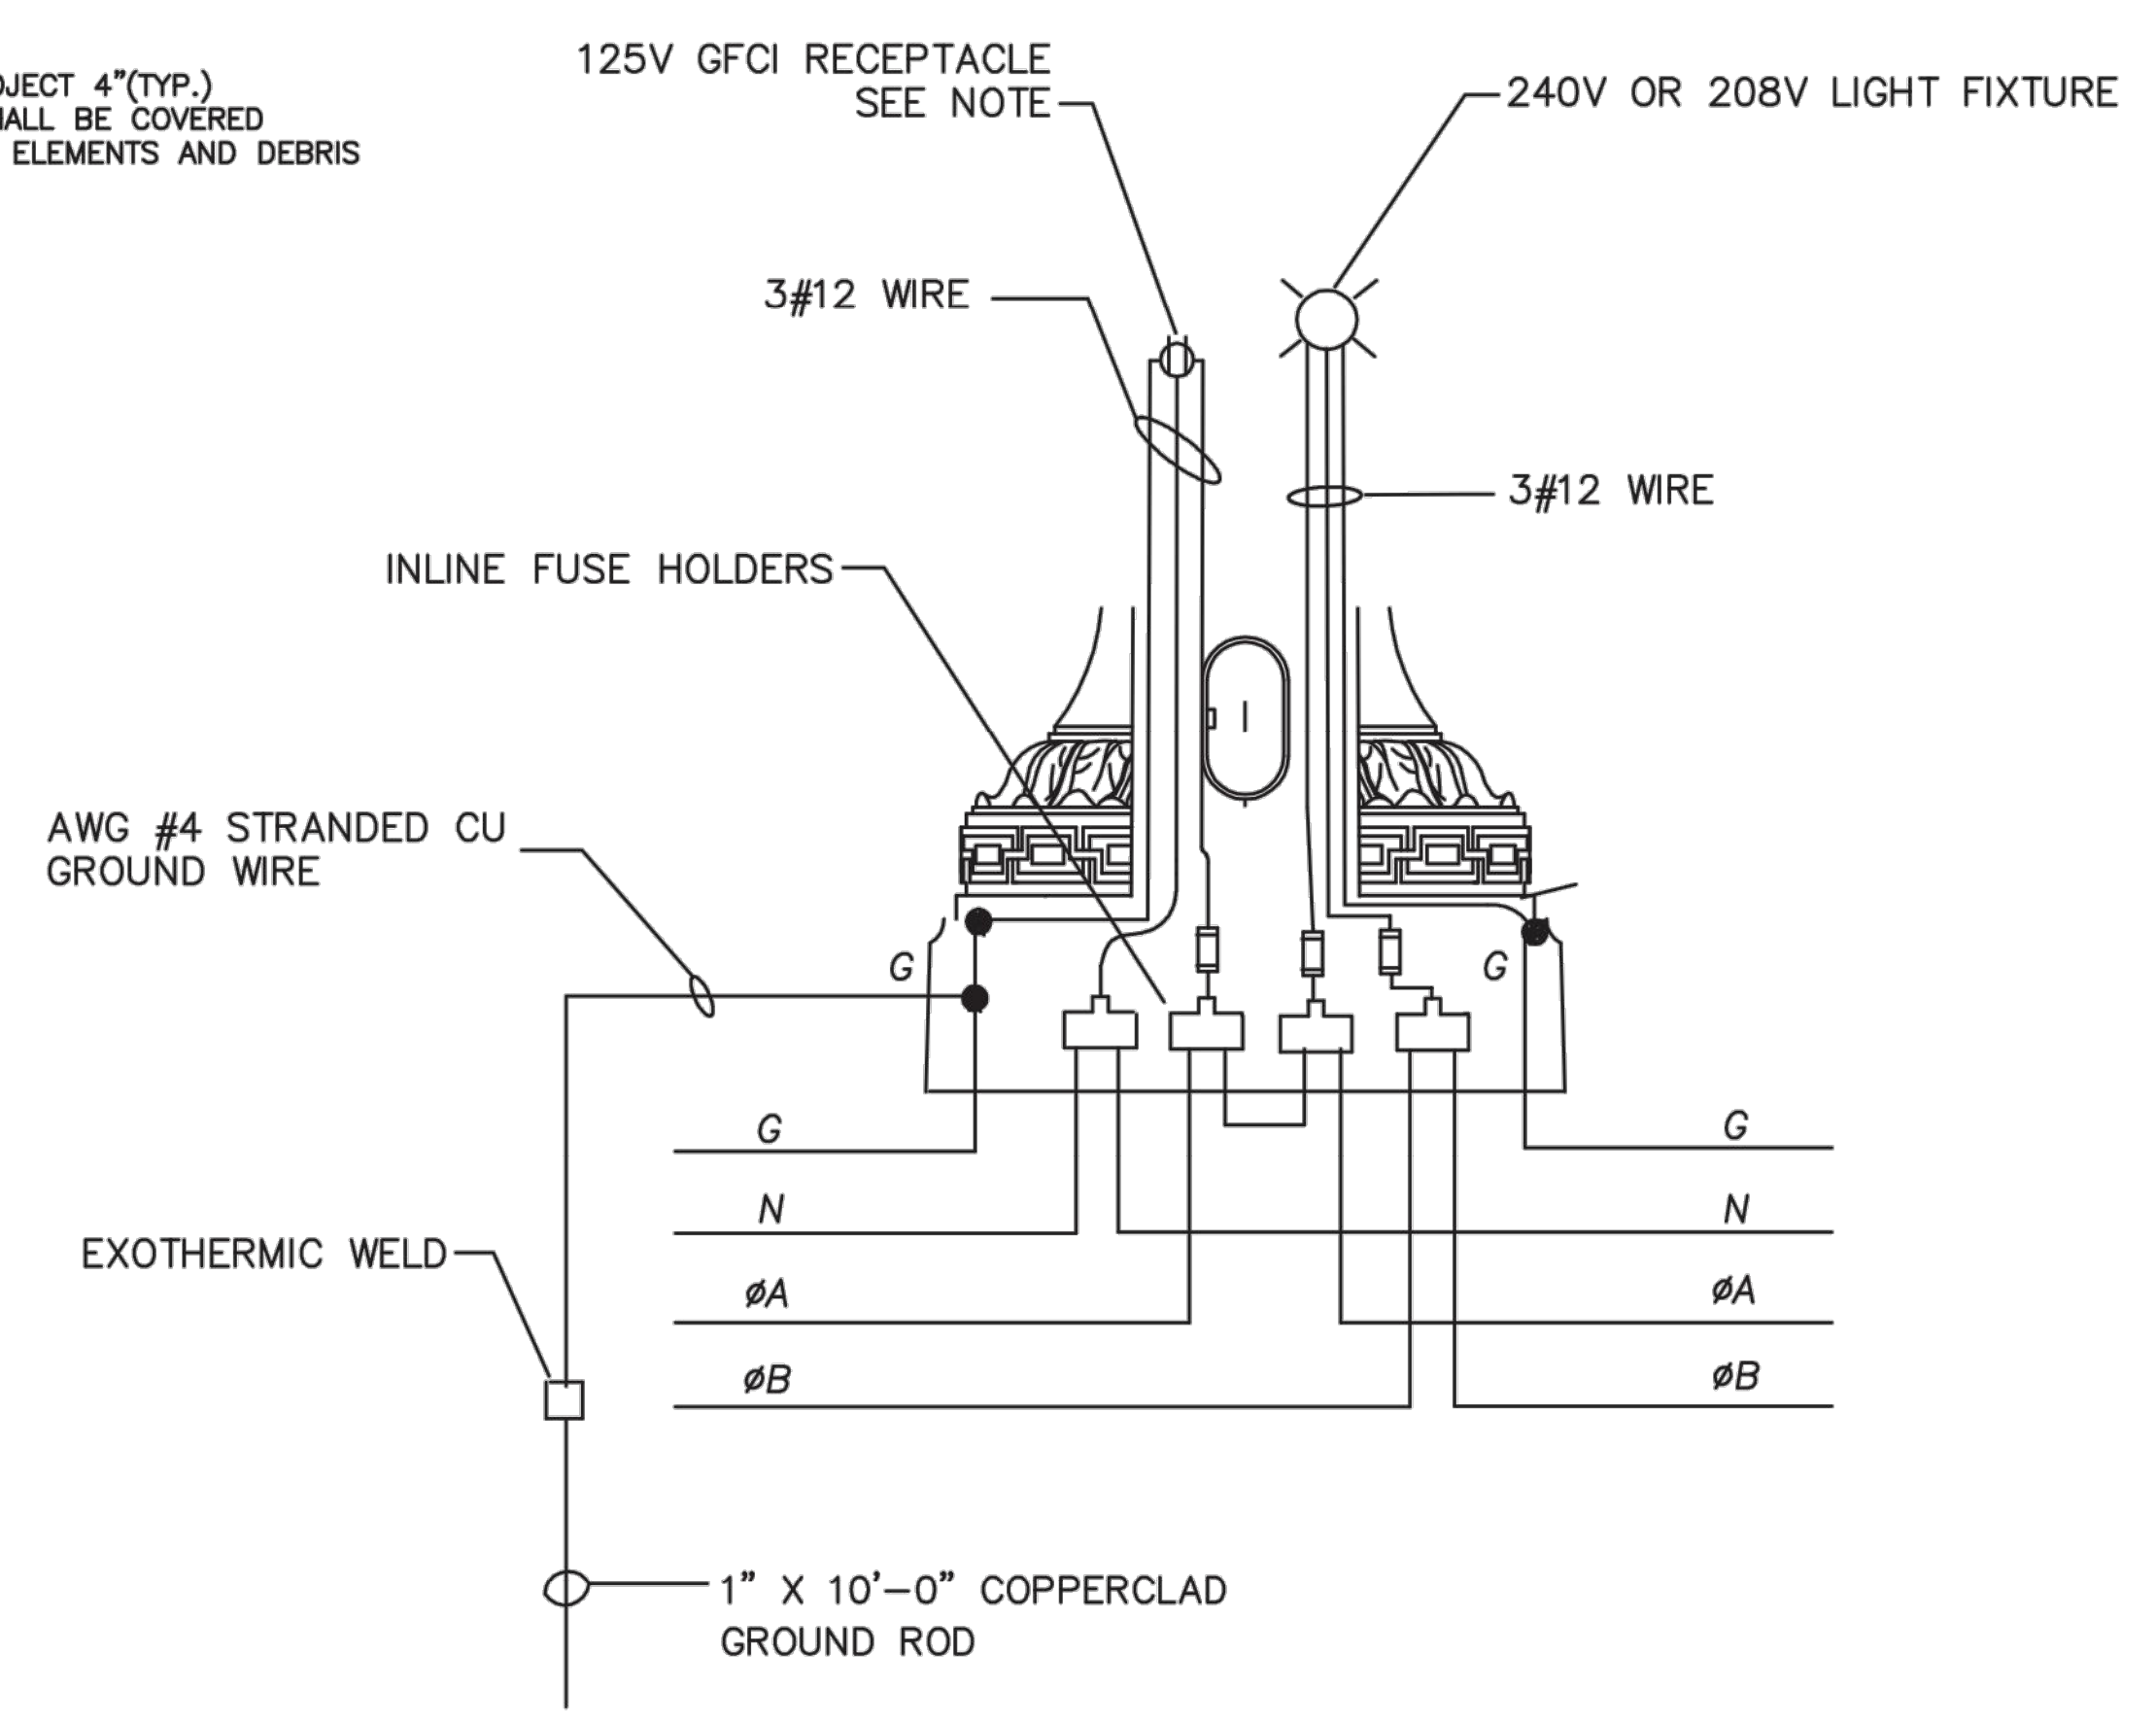 125V GFCI RECEPTACLE
SEE NOTE
240V OR 208V LIGHT FIXTURE
4"(TYP.)
BE COVERED
ELEMENTS AND DEBRIS
3#12 WIRE
3#12 WIRE
INLINE FUSE HOLDERS
AWG #4 STRANDED CU
GROUND WIRE
G
G
G
G
N
N
EXOTHERMIC WELD
øA
øA
øB
øB
1" X 10'-0" COPPERCLAD
GROUND ROD